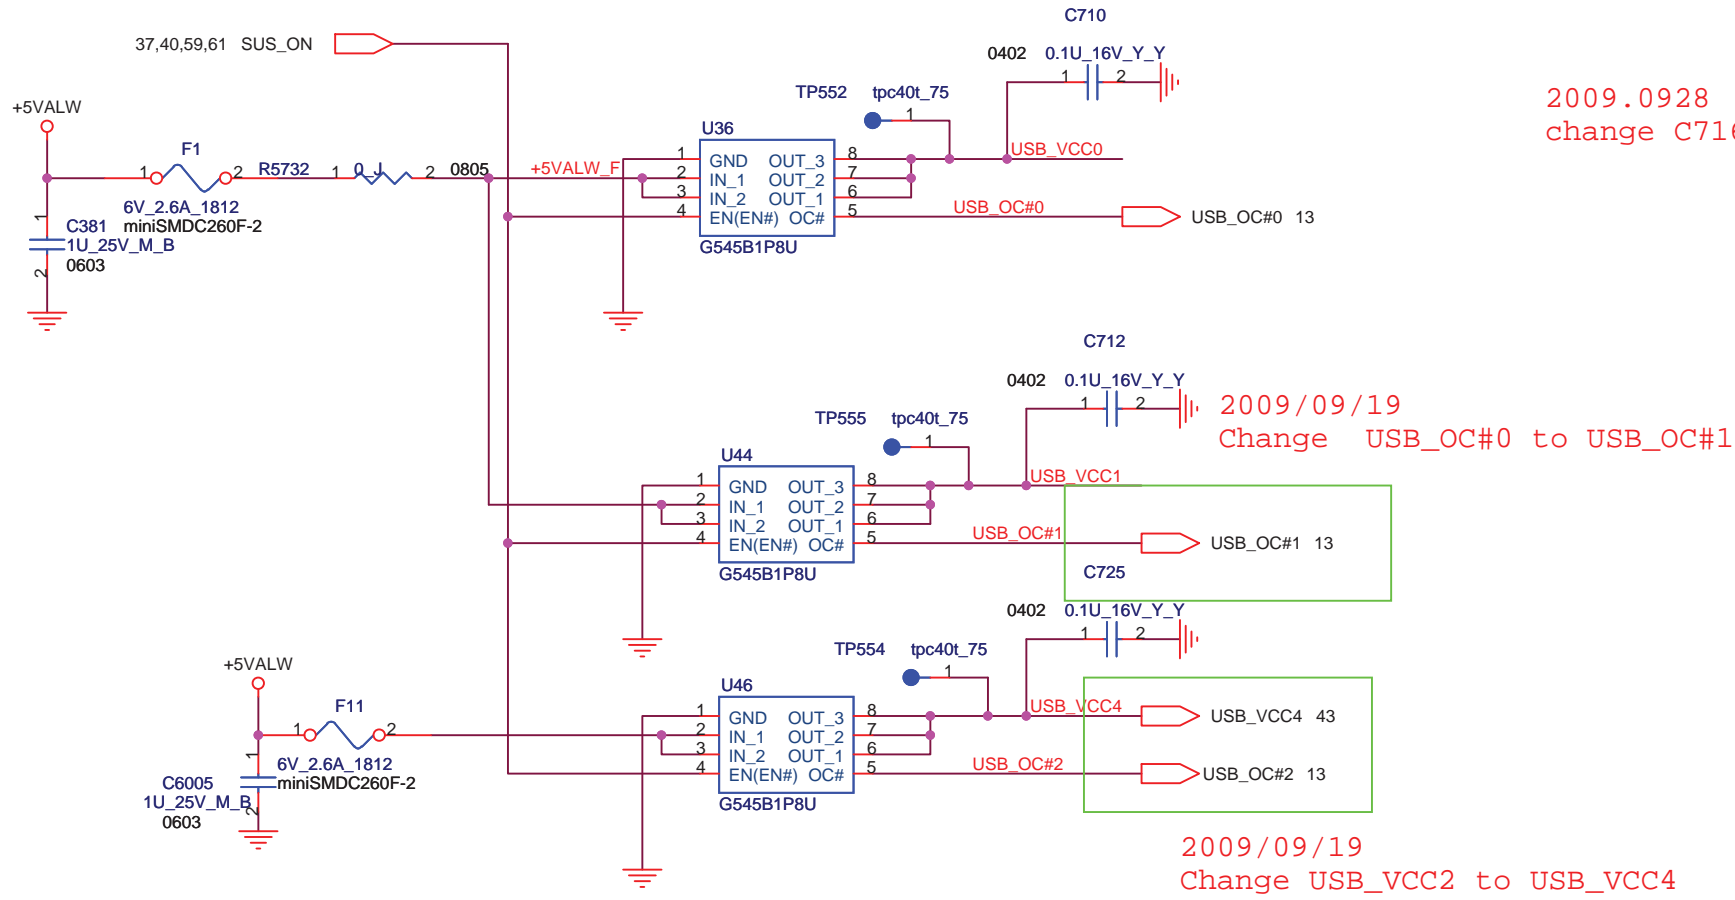 C710
37,40,59,61 SUS_ON
0402 0.1U_16V_Y_Y
1 2
TP552 tpc40t_75
1
2009.0928
change C716
+5VALW
F1
1 2 R5732 1 0_J 2 0805 +5VALW_F
6V_2.6A_1812
miniSMDC260F-2
1
C381
1U_25V_M_B
0603
2
U36
1 GND OUT_3 8 USB_VCC0
2 IN_1 OUT_2 7
3 IN_2 OUT_1 6
4 EN(EN#) OC# 5 USB_OC#0 USB_OC#0 13
G545B1P8U
C712
0402 0.1U_16V_Y_Y
1 2
TP555 tpc40t_75
1
2009/09/19
Change USB_OC#0 to USB_OC#1
U44
1 GND OUT_3 8 USB_VCC1
2 IN_1 OUT_2 7
3 IN_2 OUT_1 6
4 EN(EN#) OC# 5 USB_OC#1 USB_OC#1 13
G545B1P8U
C725
0402 0.1U_16V_Y_Y
1 2
TP554 tpc40t_75
1
+5VALW
F11
1 2
6V_2.6A_1812
miniSMDC260F-2
1
C6005
1U_25V_M_B
0603
2
U46
1 GND OUT_3 8 USB_VCC4 USB_VCC4 43
2 IN_1 OUT_2 7
3 IN_2 OUT_1 6
4 EN(EN#) OC# 5 USB_OC#2 USB_OC#2 13
G545B1P8U
2009/09/19
Change USB_VCC2 to USB_VCC4